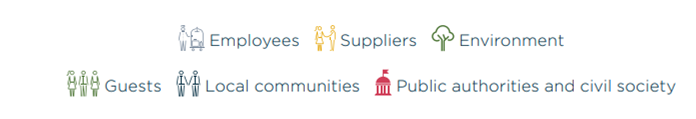 Employees Suppliers Environment
Guests Local communities Public authorities and civil society